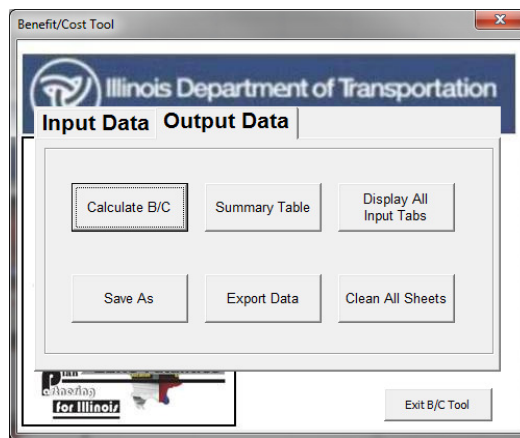 Benefit/Cost Tool
Illinois Department of Transportation
Input Data Output Data
Calculate B/C Summary Table Display All
Input Tabs
Save As Export Data Clean All Sheets
for Illinois
Exit B/C Tool